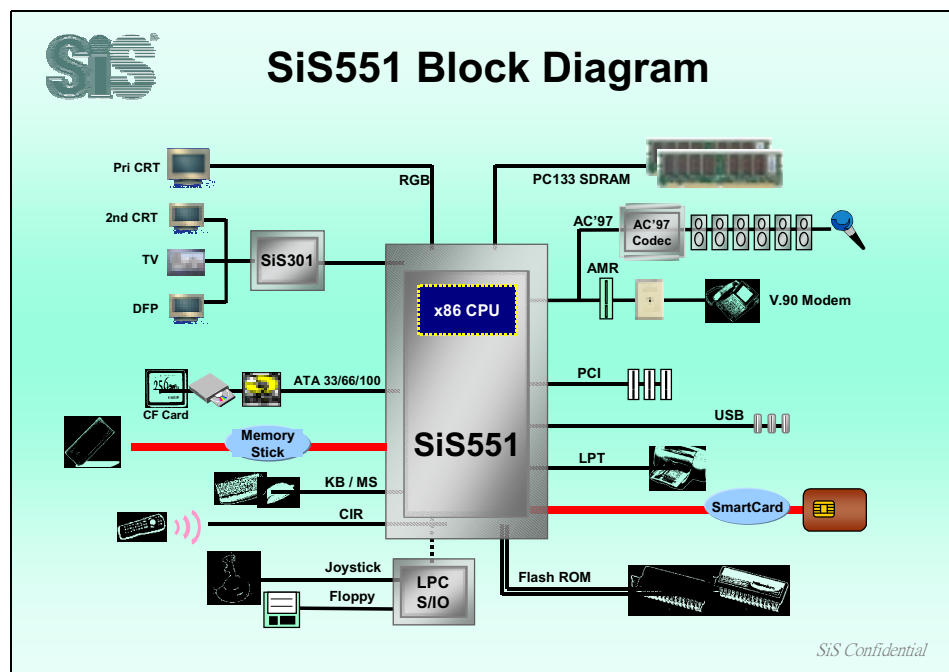 SiS®
SiS551 Block Diagram
Pri CRT
RGB
PC133 SDRAM
2nd CRT
AC'97
AC'97
Codec
TV
SiS301
AMR
DFP
x86 CPU
V.90 Modem
256
CF Card
ATA 33/66/100
PCI
USB
Memory
Stick
SiS551
LPT
KB / MS
SmartCard
CIR
Joystick
Floppy
LPC
S/IO
Flash ROM
SiS Confidential